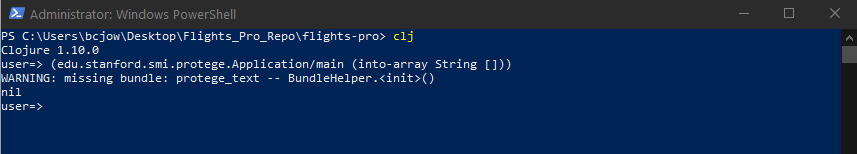 Administrator: Windows PowerShell
PS C:\Users\bcjow\Desktop\Flights_Pro_Repo\flights-pro> clj
Clojure 1.10.0
user=> (edu.stanford.smi.protege.Application/main (into-array String []))
WARNING: missing bundle: protege_text -- BundleHelper.<init>()
nil
user=>